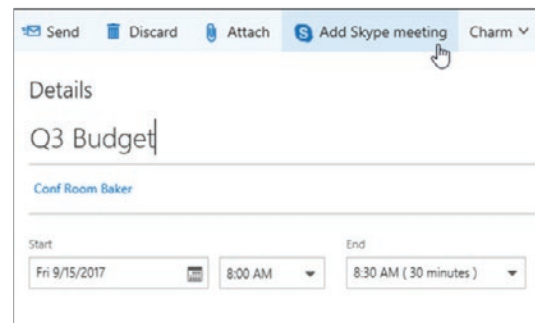 Send Discard Attach Add Skype meeting Charm
Details
Q3 Budget
Conf Room Baker
Start End
Fri 9/15/2017 8:00 AM 8:30 AM ( 30 minutes )